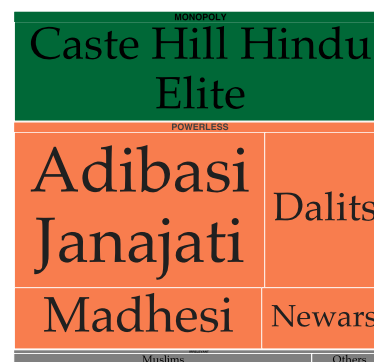 MONOPOLY
Caste Hill Hindu
Elite
POWERLESS
Adibasi
Janajati
Dalits
Madhesi
Newars
Muslims
Others